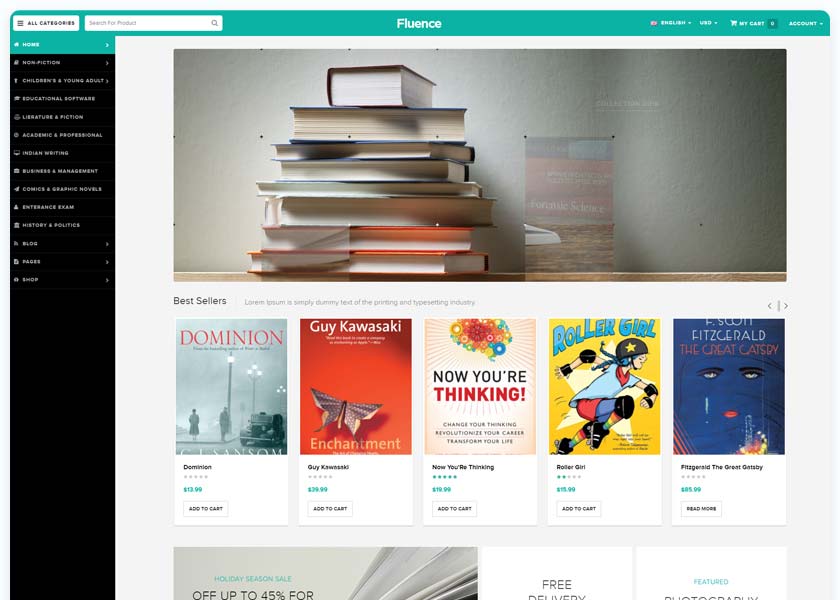 ALL CATEGORIES
Search For Product
Fluence
ENGLISH
USD
MY CART 0
ACCOUNT
HOME
NON-FICTION
CHILDREN'S & YOUNG ADULT
EDUCATIONAL SOFTWARE
LIERATURE & FICTION
ACADEMIC & PROFESSIONAL
INDIAN WRITING
BUSINESS & MANAGEMENT
COMICS & GRAPHIC NOVELS
ENTERANCE EXAM
HISTORY & POLITICS
BLOG
PAGES
SHOP
Forensic Science
Best Sellers
Lorem Ipsum is simply dummy text of the printing and typesetting industry.
DOMINION
C. J. SANSOM
Guy Kawasaki
Enchantment
NOW YOU'RE
THINKING!
CHANGE YOUR THINKING
REVOLUTIONIZE YOUR CAREER
TRANSFORM YOUR LIFE
ROLLER GIRL
F. SCOTT
FITZGERALD
THE GREAT GATSBY
Dominion
$13.99
ADD TO CART
Guy Kawasaki
$39.99
ADD TO CART
Now You'Re Thinking
$19.99
ADD TO CART
Roller Girl
$15.99
ADD TO CART
Fitzgerald The Great Gatsby
$85.99
READ MORE
HOLIDAY SEASON SALE
OFF UP TO 45% FOR
FREE
DELIVERY
FEATURED
PHOTOGRAPHY